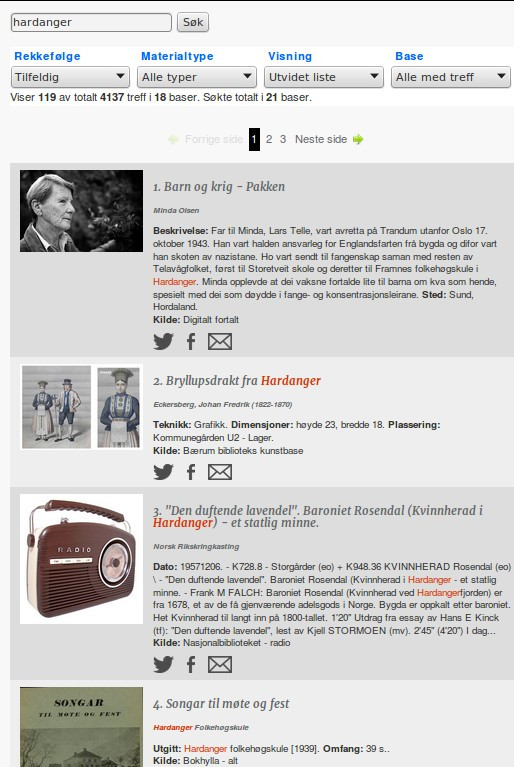 hardanger Søk
Rekkefølge Materialtype Visning Base
Tilfeldig Alle typer Utvidet liste Alle med treff
Viser 119 av totalt 4137 treff i 18 baser. Søkte totalt i 21 baser.
Forrige side 1 2 3 Neste side
1. Barn og krig - Pakken
Minda Olsen
Beskrivelse: Far til Minda, Lars Telle, vart avretta på Trandum utanfor Oslo 17.
oktober 1943. Han vart halden ansvarleg for Englandsfarten frå bygda og difor vart
han skoten av nazistane. Ho vart sendt til fangenskap saman med resten av
Telavågfolket, først til Storetveit skole og deretter til Framnes folkehøgskule i
Hardanger. Minda opplevde at dei vaksne fortalde lite til barna om kva som hende,
spesielt med dei som døydde i fange- og konsentrasjonsleirane. Sted: Sund,
Hordaland.
Kilde: Digitalt fortalt
2. Bryllupsdrakt fra Hardanger
Eckersberg, Johan Fredrik (1822-1870)
Teknikk: Grafikk. Dimensjoner: høyde 23, bredde 18. Plassering:
Kommunegården U2 - Lager.
Kilde: Bærum biblioteks kunstbase
3. "Den duftende lavendel". Baroniet Rosendal (Kvinnherad i
Hardanger) - et statlig minne.
Norsk Rikskringkasting
RADIO
Dato: 19571206. - K728.8 - Storgårder (eo) + K948.36 KVINNHERAD Rosendal (eo)
\ - "Den duftende lavendel". Baroniet Rosendal (Kvinnherad i Hardanger - et statlig
minne. - Frank M FALCH: Baroniet Rosendal (Kvinnherad ved Hardangerfjorden) er
fra 1678, et av de få gjenværende adelsgods i Norge. Bygda er oppkalt etter baroniet.
Het Kvinnherad til langt inn på 1800-tallet. 1'20" Utdrag fra essay av Hans E Kinck
(tf): "Den duftende lavendel", lest av Kjell STORMOEN (mv). 2'45" (4'20") I dag...
Kilde: Nasjonalbiblioteket - radio
SONGAR
TIL MØTE OG FEST
4. Songar til møte og fest
Hardanger Folkehøgskule
Utgitt: Hardanger folkehøgskule [1939]. Omfang: 39 s..
Kilde: Bokhylla - alt